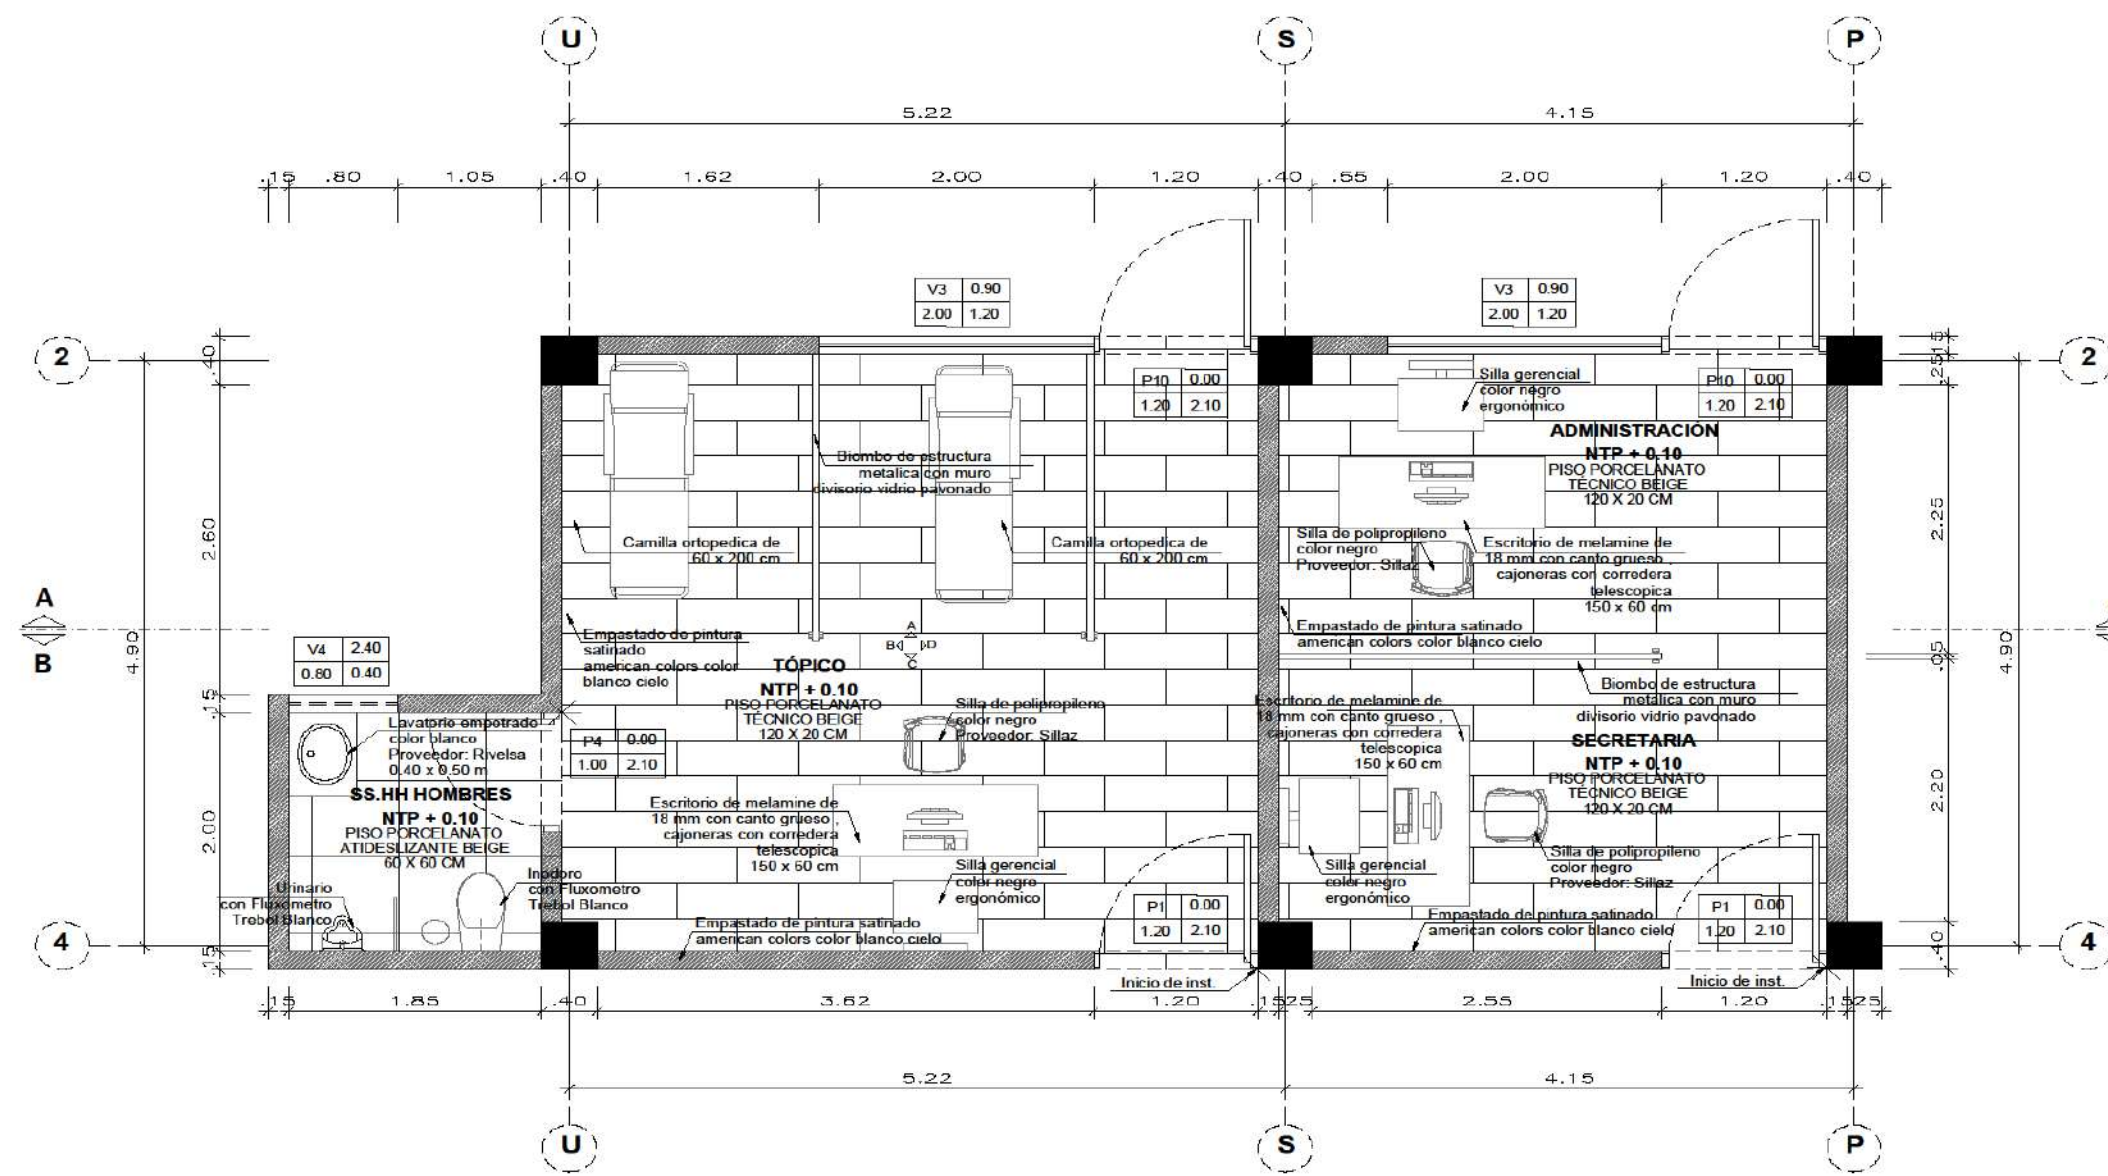 U
S
P
5.22
4.15
.15
.80
1.05
.40
1.62
2.00
1.20
.40
.55
2.00
1.20
.40
V3
0.90
2.00
1.20
V3
0.90
2.00
1.20
2
2
.40
2.60
.15
2.00
.15
4.90
.15
.25
2.25
.05
2.20
.40
4.90
P10
0.00
1.20
2.10
P10
0.00
1.20
2.10
Silla gerencial
color negro
ergonómico
ADMINISTRACIÓN
NTP + 0.10
PISO PORCELANATO
TÉCNICO BEIGE
120 X 20 CM
Biombo de estructura
metalica con muro
divisorio vidrio pavonado
Camilla ortopedica de
60 x 200 cm
Camilla ortopedica de
60 x 200 cm
Silla de polipropileno
color negro
Proveedor: Sillaz
Escritorio de melamine de
18 mm con canto grueso ,
cajoneras con corredera
telescopica
150 x 60 cm
A
B
Empastado de pintura
satinado
american colors color
blanco cielo
A
B
D
C
Empastado de pintura satinado
american colors color blanco cielo
V4
2.40
0.80
0.40
TÓPICO
NTP + 0.10
PISO PORCELANATO
TÉCNICO BEIGE
120 X 20 CM
Silla de polipropileno
color negro
Proveedor: Sillaz
Escritorio de melamine de
18 mm con canto grueso ,
cajoneras con corredera
telescopica
150 x 60 cm
Biombo de estructura
metalica con muro
divisorio vidrio pavonado
SECRETARIA
NTP + 0.10
PISO PORCELANATO
TÉCNICO BEIGE
120 X 20 CM
Lavatorio empotrado
color blanco
Proveedor: Rivelsa
0.40 x 0.50 m
P4
0.00
1.00
2.10
SS.HH HOMBRES
NTP + 0.10
PISO PORCELANATO
ATIDESLIZANTE BEIGE
60 X 60 CM
Escritorio de melamine de
18 mm con canto grueso ,
cajoneras con corredera
telescopica
150 x 60 cm
Silla gerencial
color negro
ergonómico
Silla gerencial
color negro
ergonómico
Silla de polipropileno
color negro
Proveedor: Sillaz
Urinario
con Fluxometro
Trebol Blanco
Inodoro
con Fluxometro
Trebol Blanco
Empastado de pintura satinado
american colors color blanco cielo
P1
0.00
1.20
2.10
Empastado de pintura satinado
american colors color blanco cielo
P1
0.00
1.20
2.10
4
4
Inicio de inst.
Inicio de inst.
.15
1.85
.40
3.62
1.20
.15
.25
2.55
1.20
.15
.25
5.22
4.15
U
S
P